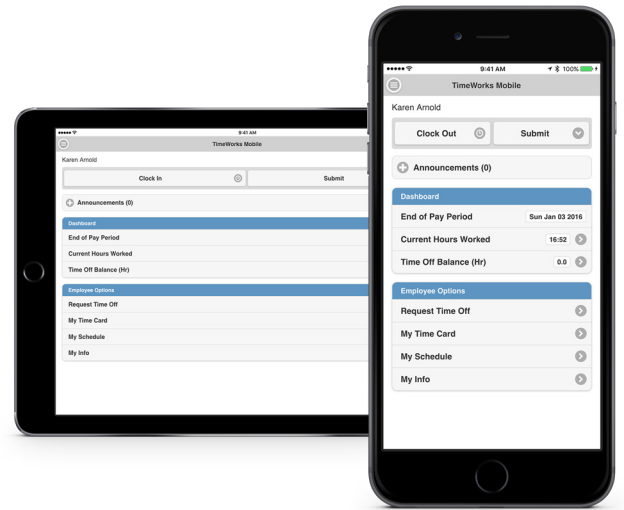 9:41 AM
TimeWorks Mobile
Karen Arnold
Clock In Submit
Announcements (0)
Dashboard
End of Pay Period
Current Hours Worked
Time Off Balance (Hr)
Employee Options
Request Time Off
My Time Card
My Schedule
My Info
9:41 AM 100%
TimeWorks Mobile
Karen Arnold
Clock Out Submit
Announcements (0)
Dashboard
End of Pay Period Sun Jan 03 2016
Current Hours Worked 16:52
Time Off Balance (Hr) 0.0
Employee Options
Request Time Off
My Time Card
My Schedule
My Info